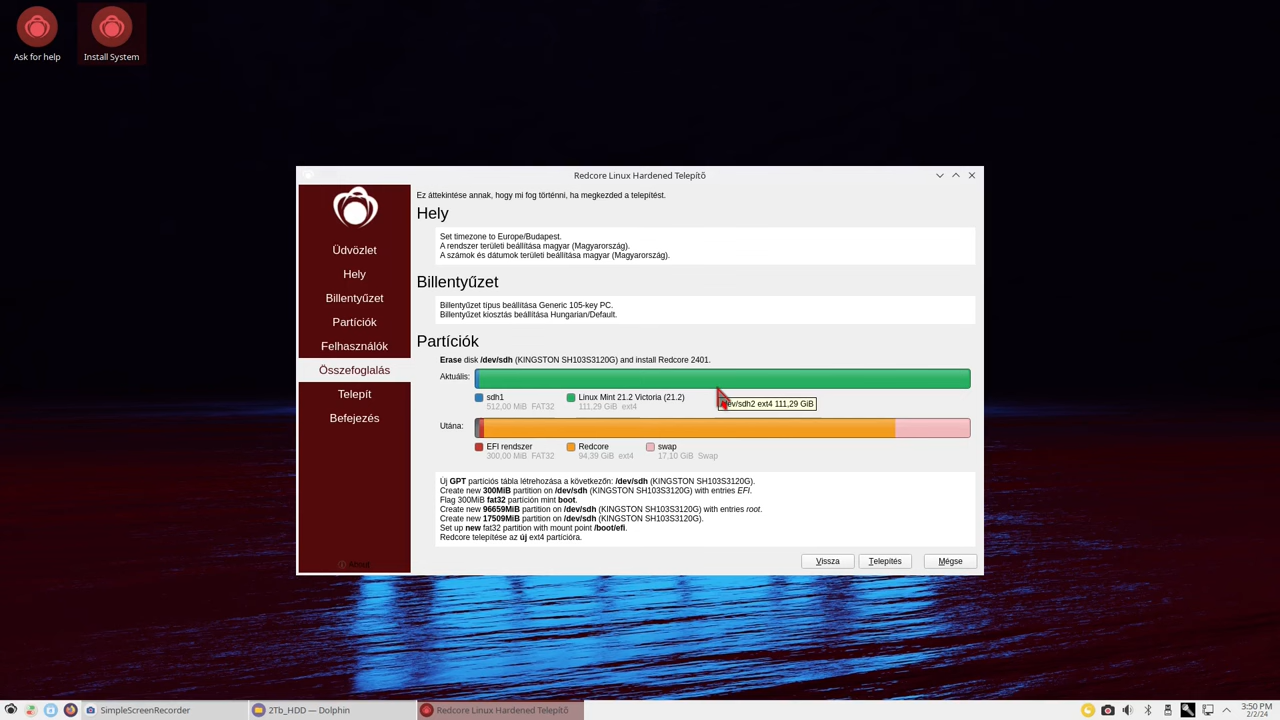 Ask for help
Install System
Redcore Linux Hardened Telepítő
Üdvözlet
Hely
Billentyűzet
Partíciók
Felhasználók
Összefoglalás
Telepít
Befejezés
About
Ez áttekintése annak, hogy mi fog történni, ha megkezded a telepítést.
Hely
Set timezone to Europe/Budapest.
A rendszer területi beállítása magyar (Magyarország).
A számok és dátumok területi beállítása magyar (Magyarország).
Billentyűzet
Billentyűzet típus beállítása Generic 105-key PC.
Billentyűzet kiosztás beállítása Hungarian/Default.
Partíciók
Erase disk /dev/sdh (KINGSTON SH103S3120G) and install Redcore 2401.
Aktuális:
sdh1 Linux Mint 21.2 Victoria (21.2)
512,00 MiB FAT32 111,29 GiB ext4
ext4 111,29 GiB
Utána:
EFI rendszer Redcore swap
300,00 MiB FAT32 94,39 GiB ext4 17,10 GiB Swap
Új GPT partíciós tábla létrehozása a következőn: /dev/sdh (KINGSTON SH103S3120G).
Create new 300MiB partition on /dev/sdh (KINGSTON SH103S3120G) with entries EFI.
Flag 300MiB fat32 partíción mint boot.
Create new 96659MiB partition on /dev/sdh (KINGSTON SH103S3120G) with entries root.
Create new 17509MiB partition on /dev/sdh (KINGSTON SH103S3120G).
Set up new fat32 partition with mount point /boot/efi.
Redcore telepítése az új ext4 partícióra.
Vissza Telepítés Mégse
SimpleScreenRecorder 2Tb_HDD — Dolphin Redcore Linux Hardened Telepítő
3:50 PM
2/2/24